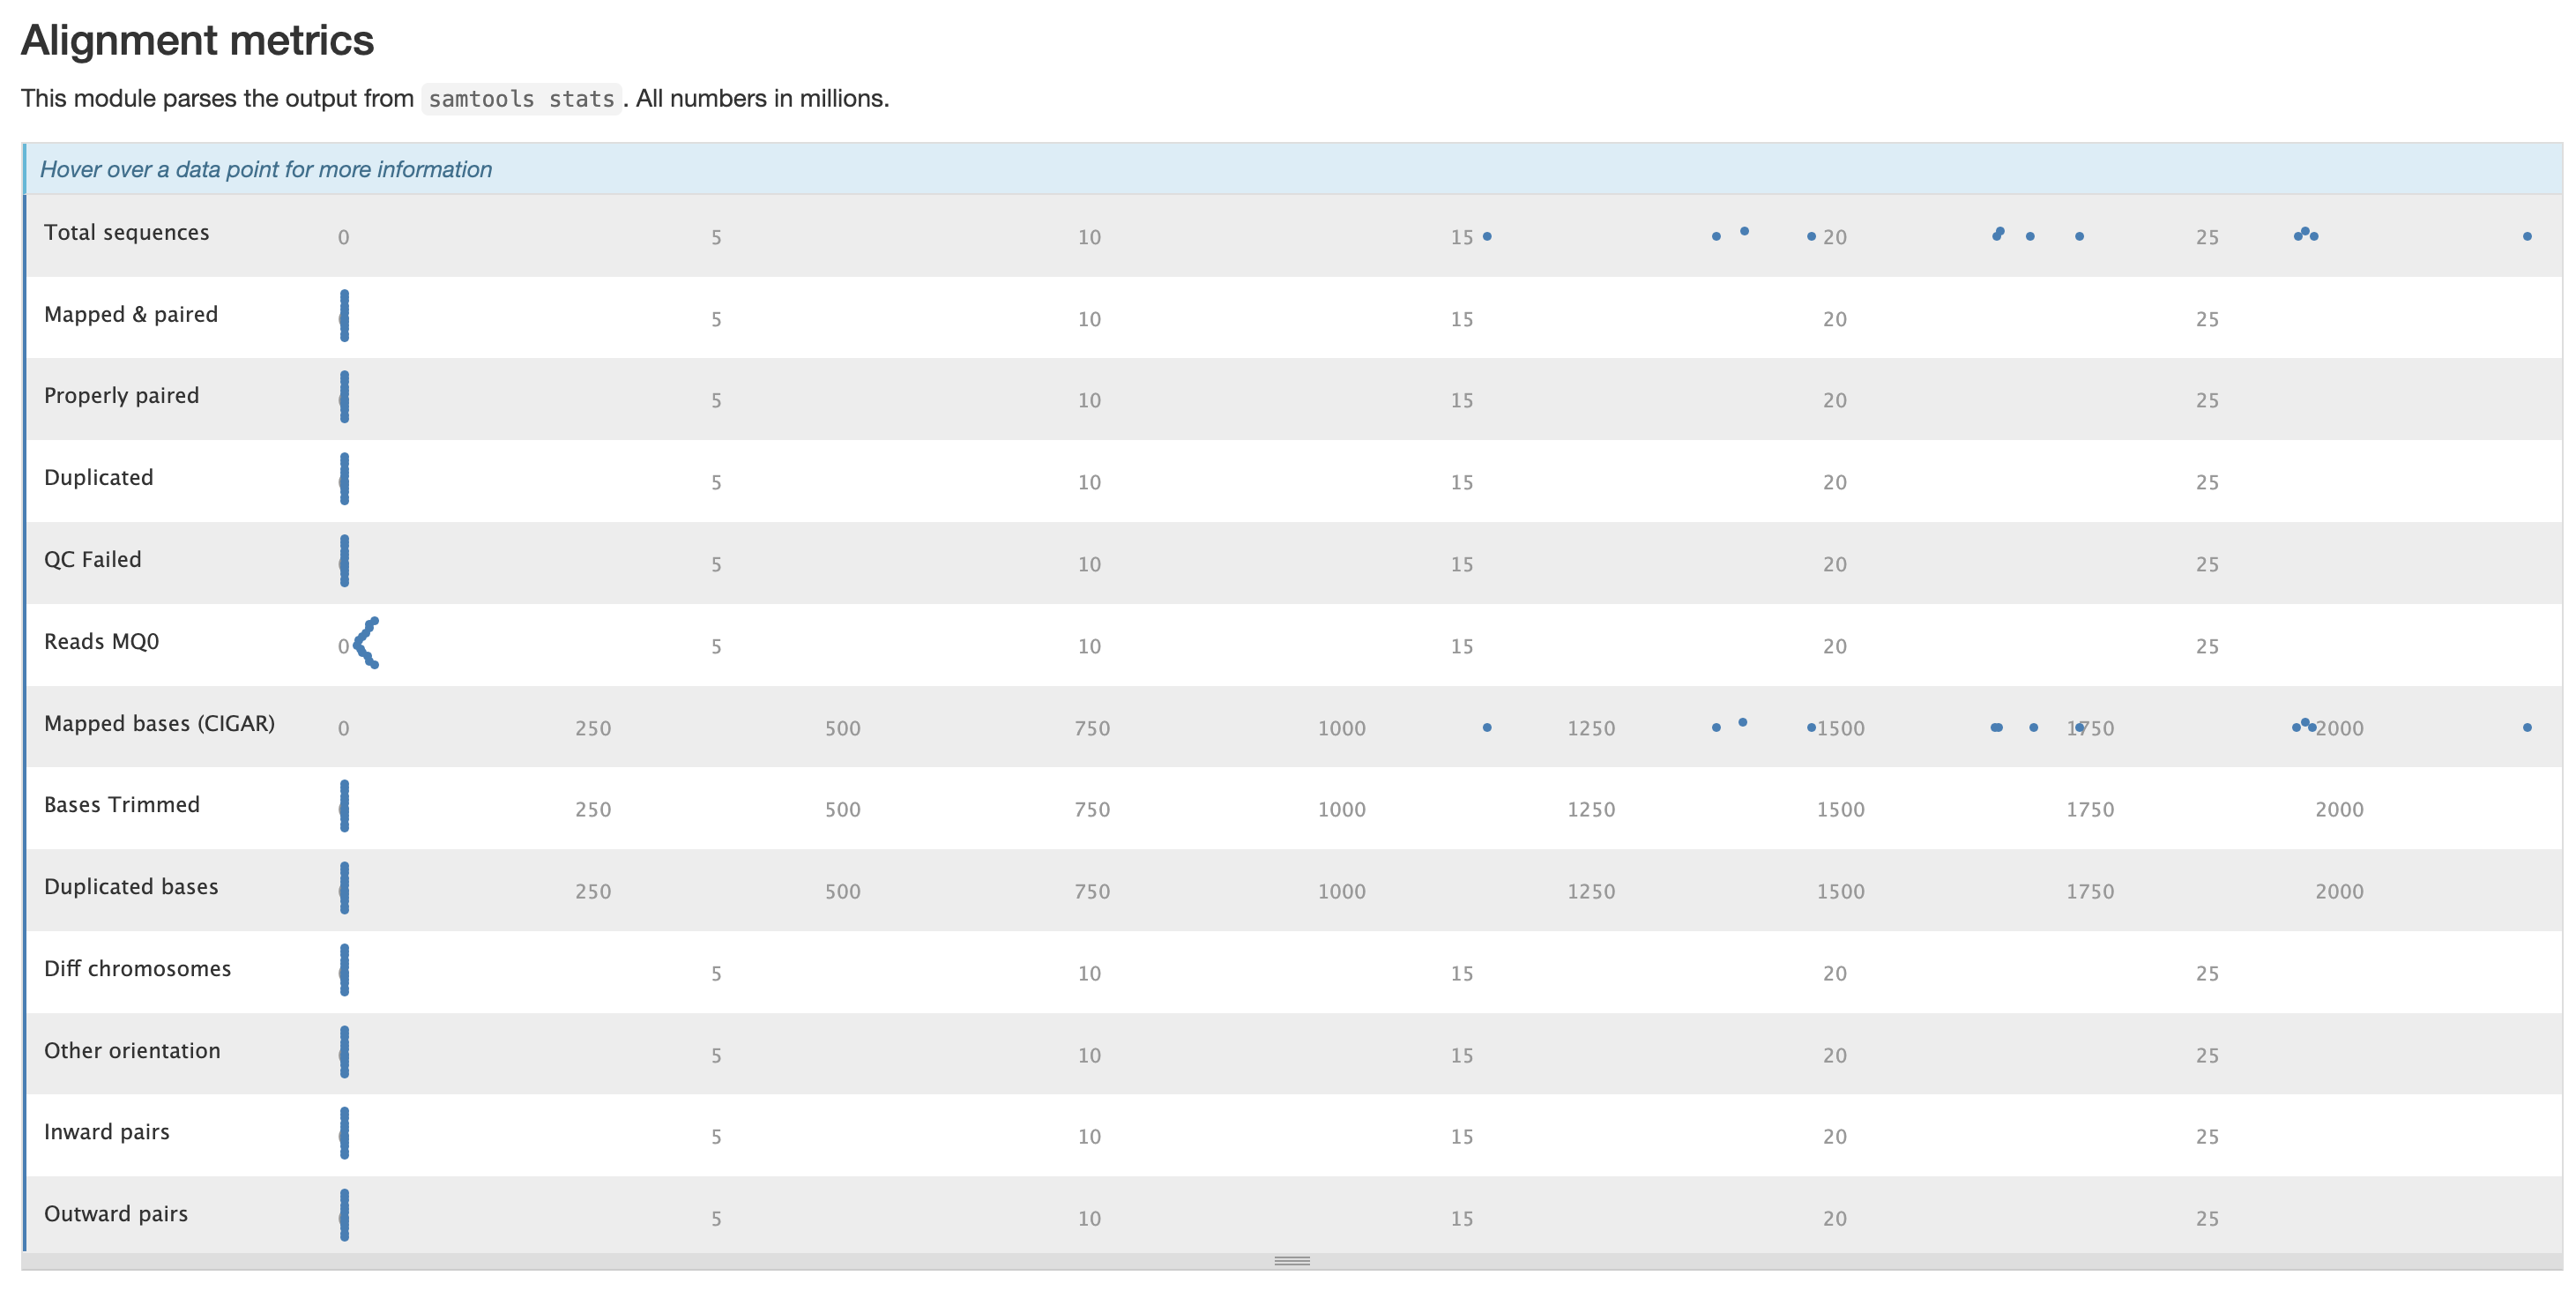 Alignment metrics
This module parses the output from samtools stats. All numbers in millions.
Hover over a data point for more information
Total sequences 0 5 10 15 20 25
Mapped & paired 5 10 15 20 25
Properly paired 5 10 15 20 25
Duplicated 5 10 15 20 25
QC Failed 5 10 15 20 25
Reads MQ0 0 5 10 15 20 25
Mapped bases (CIGAR) 0 250 500 750 1000 1250 1500 1750 2000
Bases Trimmed 250 500 750 1000 1250 1500 1750 2000
Duplicated bases 250 500 750 1000 1250 1500 1750 2000
Diff chromosomes 5 10 15 20 25
Other orientation 5 10 15 20 25
Inward pairs 5 10 15 20 25
Outward pairs 5 10 15 20 25